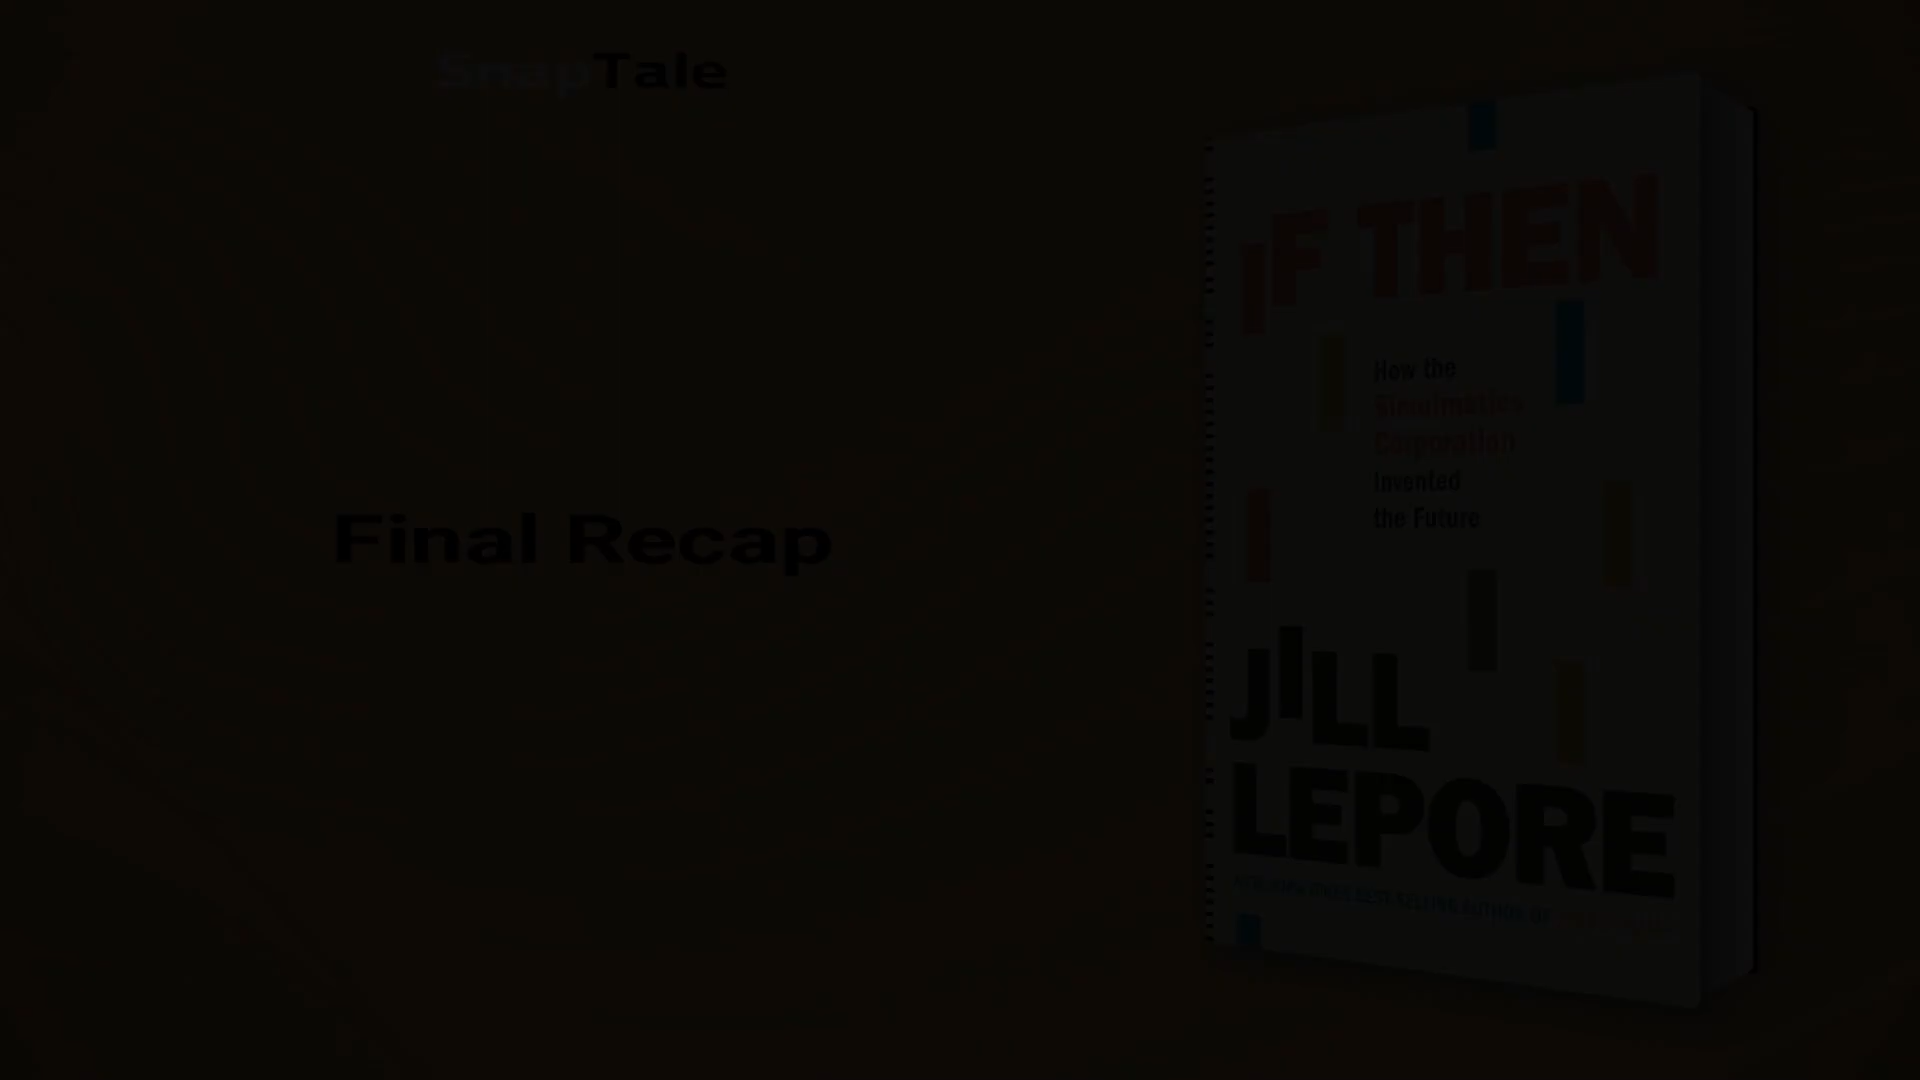 SnapTale
Final Recap
IF THEN
How the
Simulmatics
Corporation
Invented
the Future
JILL
LEPORE